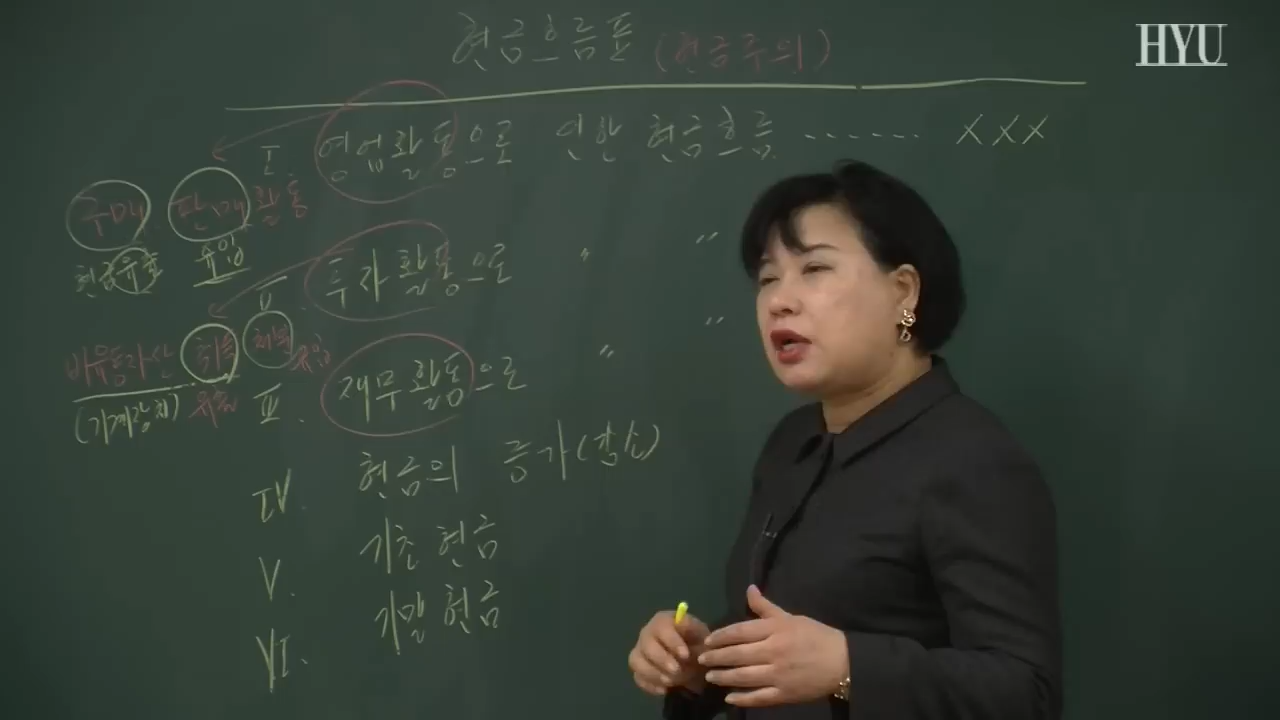 HYU
현금흐름표 (현금주의)
I. 영업활동으로 인한 현금흐름 ........ XXX
구매, 판매활동
현금유출 유입
II. 투자활동으로 〃 〃
비유동자산 취득 처분 유입
(기계장치) 유출
III. 재무활동으로 〃 〃
IV. 현금의 증가(감소)
V. 기초현금
VI. 기말현금